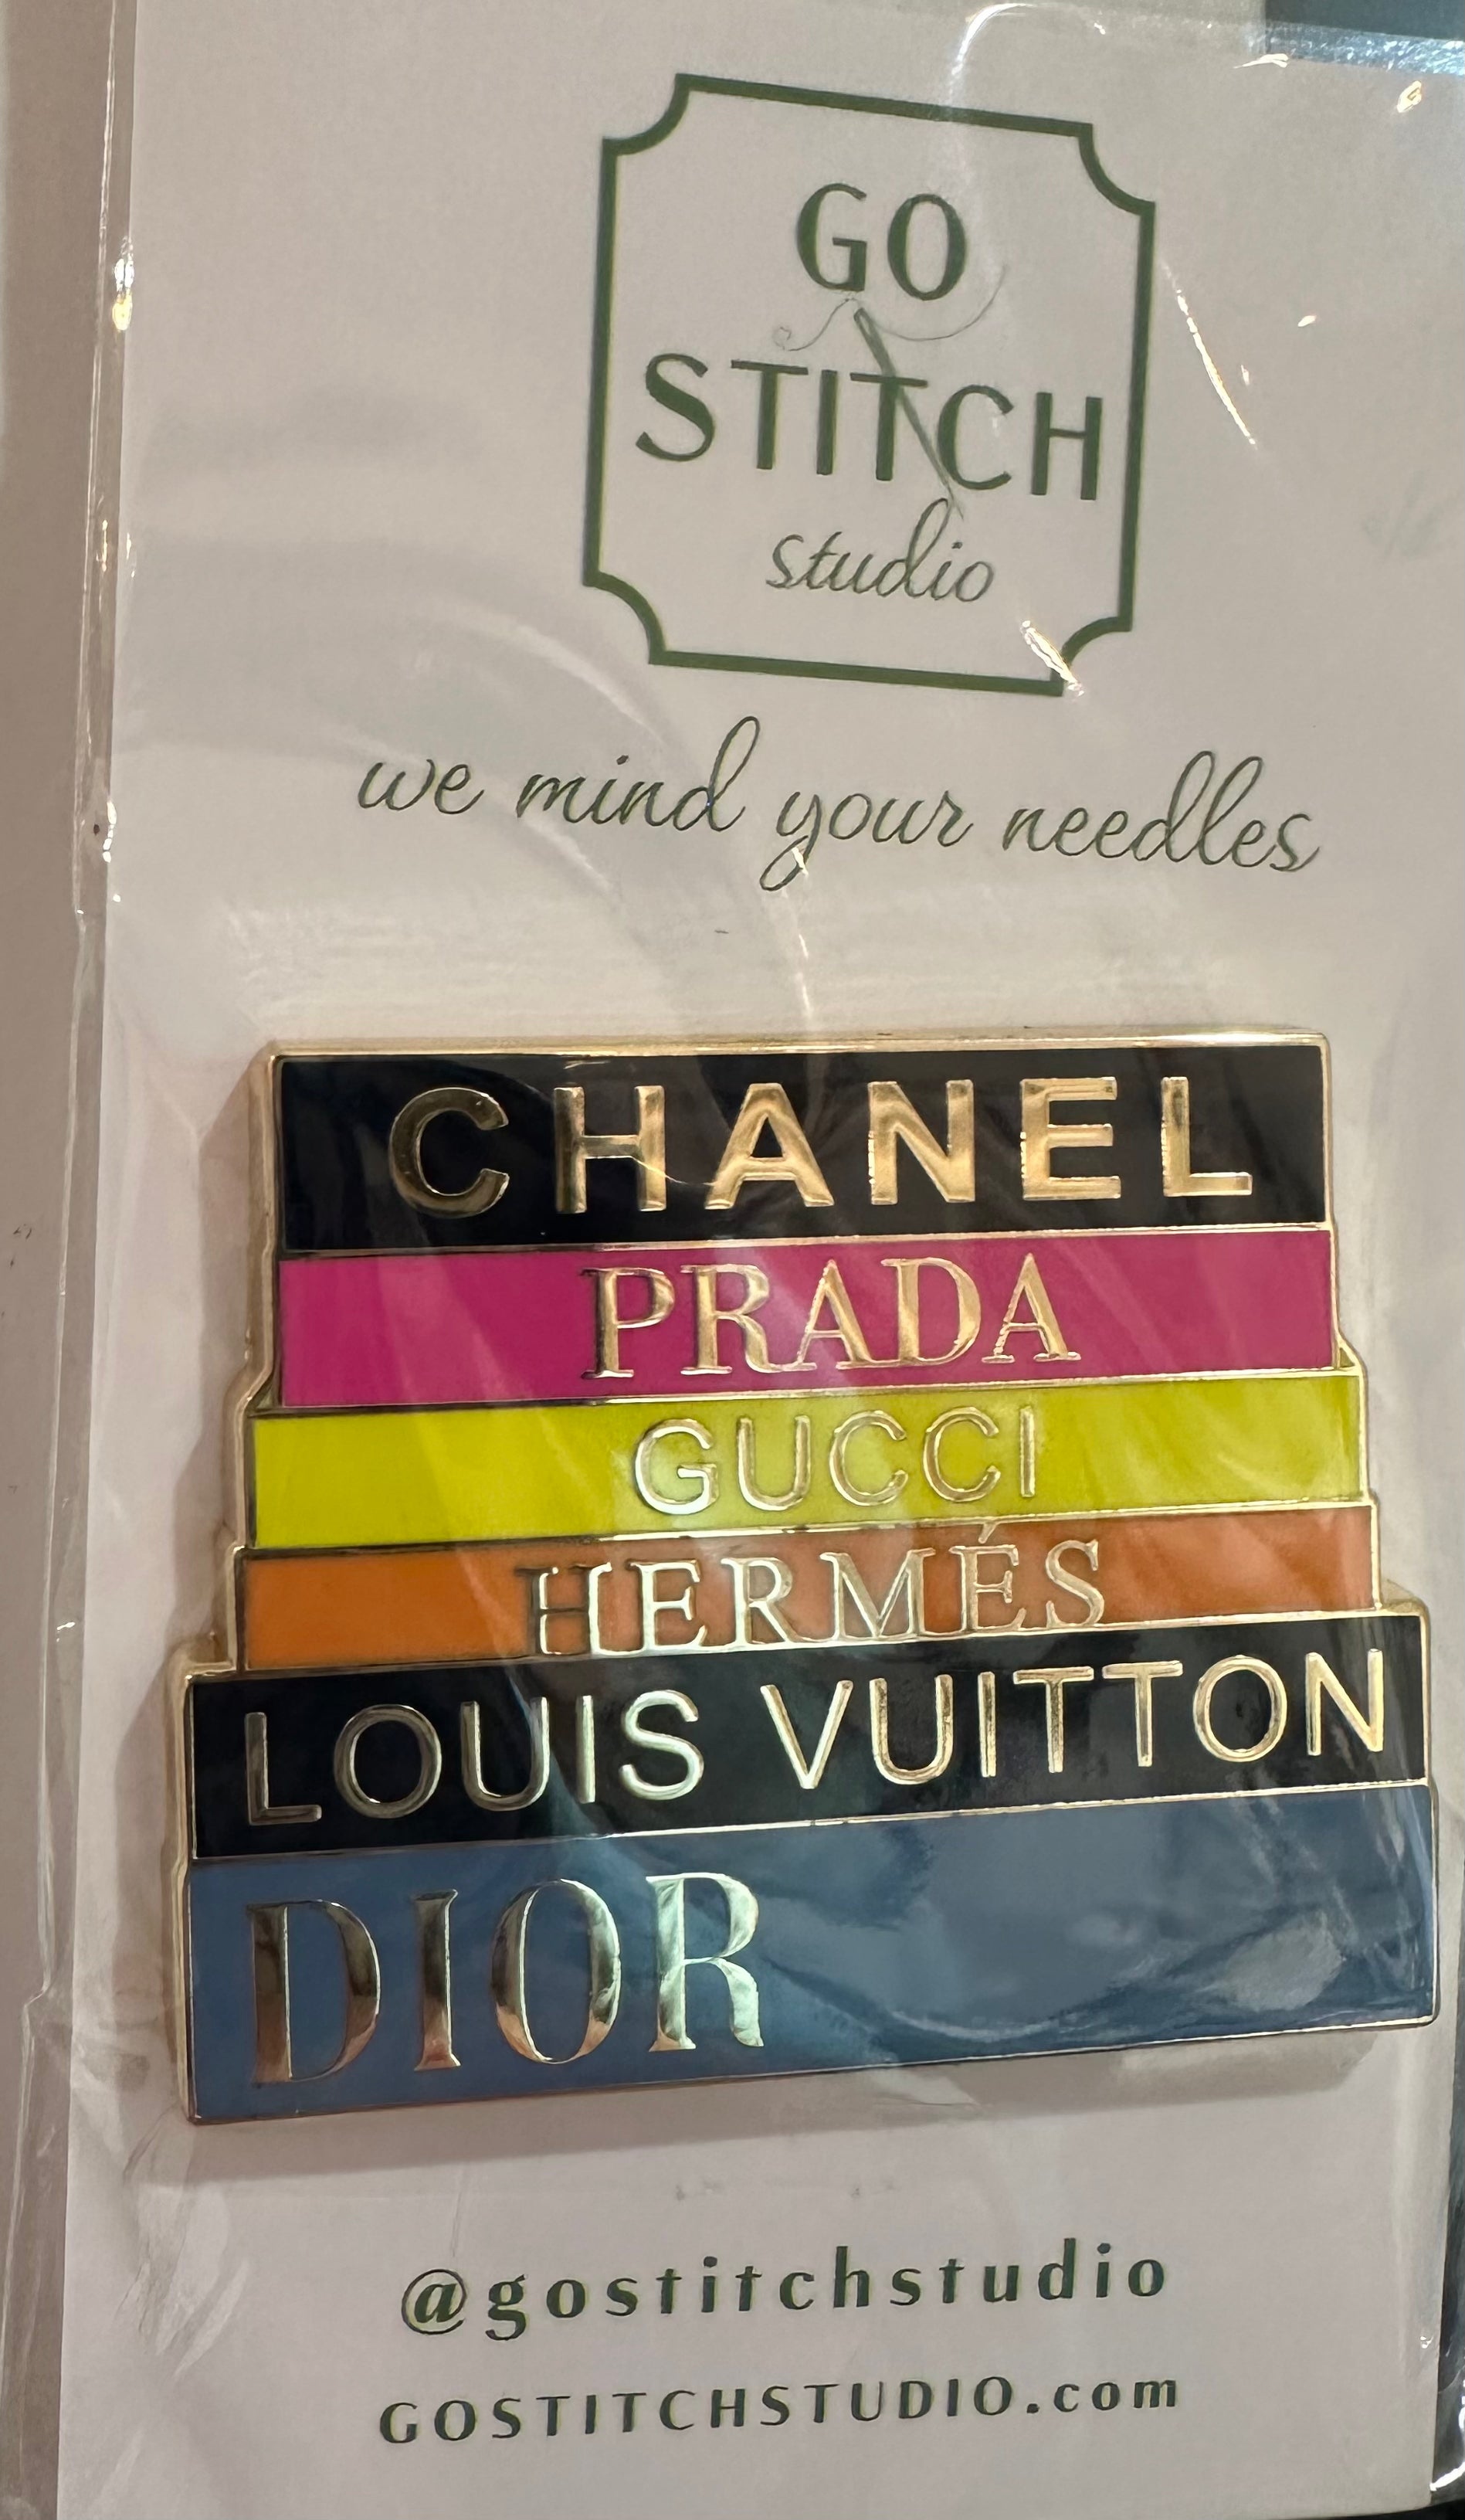 GO
STITCH
studio
we mind your needles
CHANEL
PRADA
GUCCI
HERMÉS
LOUIS VUITTON
DIOR
@gostitchstudio
GOSTITCHSTUDIO.com